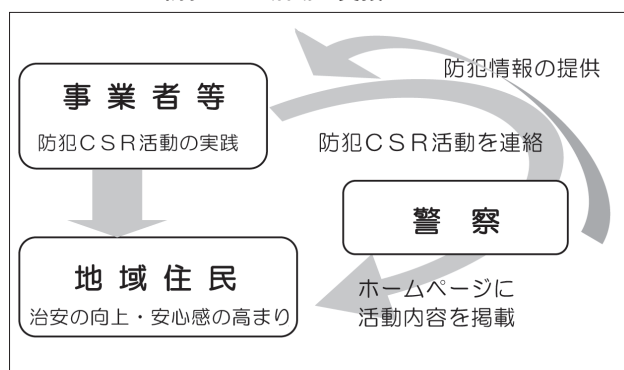 防犯情報の提供
事業者等
防犯CSR活動の実践
防犯CSR活動を連絡
警察
地域住民
治安の向上・安心感の高まり
ホームページに
活動内容を掲載